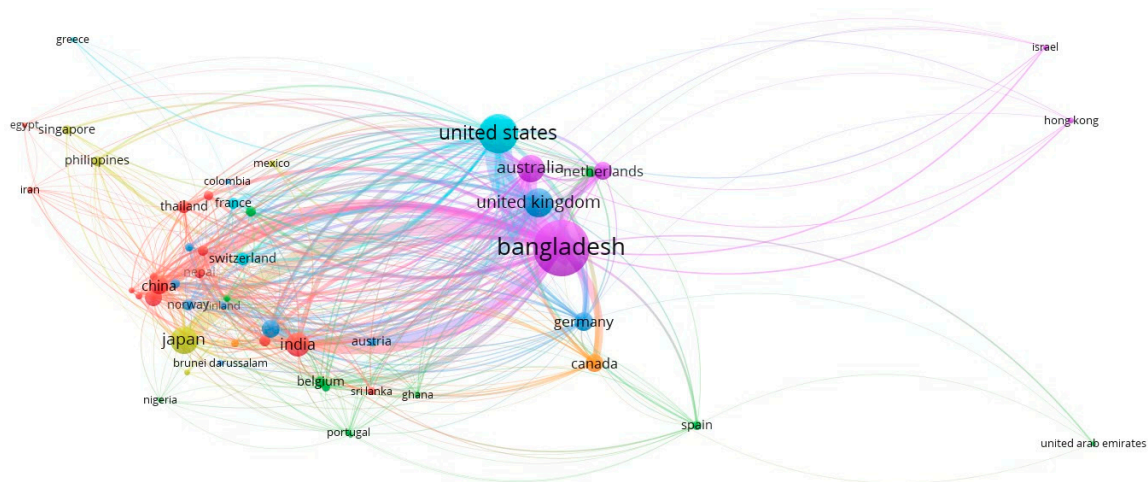 greece
israel
hong kong
egypt
singapore
united states
philippines
mexico
australia
netherlands
iran
colombia
thailand
france
united kingdom
bangladesh
switzerland
nepal
china
norway
inland
germany
japan
india
austria
brunei darussalam
canada
belgium
sri lanka
ghana
nigeria
portugal
spain
united arab emirates